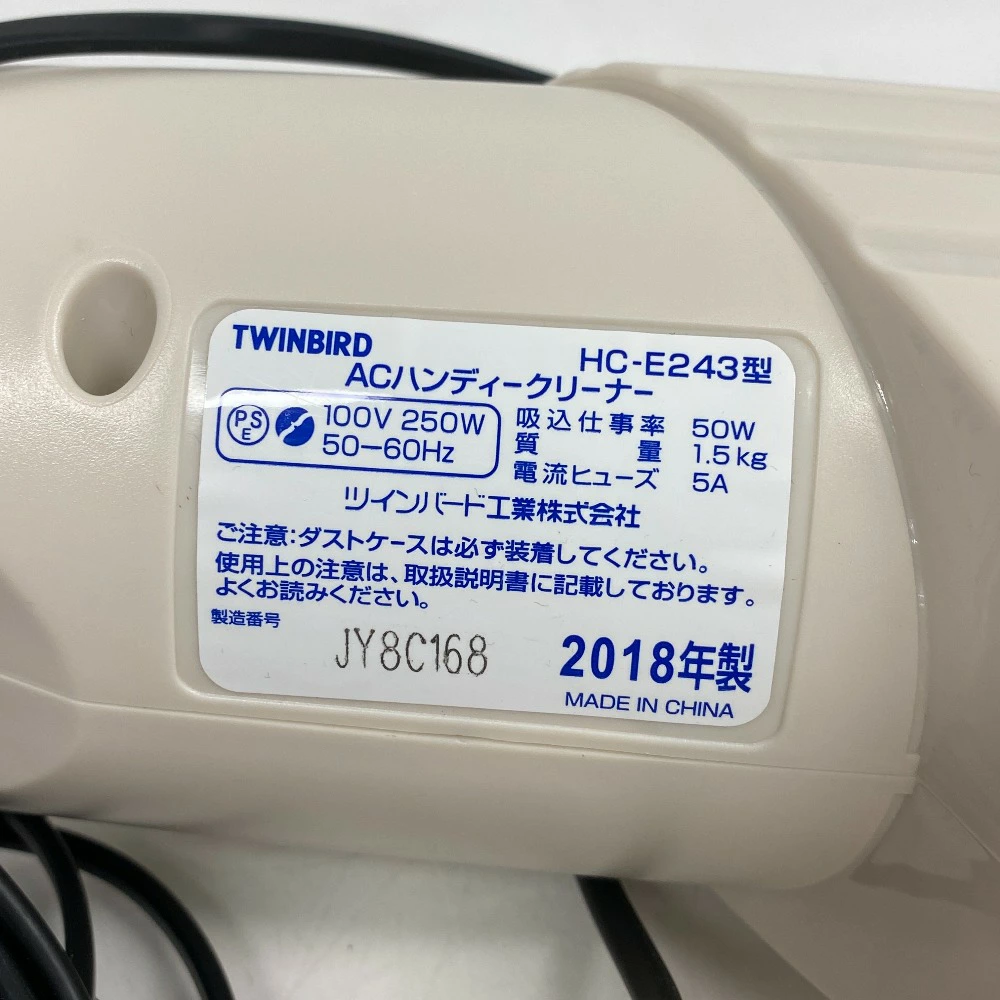 TWINBIRD
HC-E243型
ACハンディークリーナー
PSE 100V 250W
50-60Hz
吸込仕事率 50W
質量 1.5kg
電流ヒューズ 5A
ツインバード工業株式会社
ご注意:ダストケースは必ず装着してください。
使用上の注意は、取扱説明書に記載しております。
よくお読みください。
製造番号
JY8C168
2018年製
MADE IN CHINA